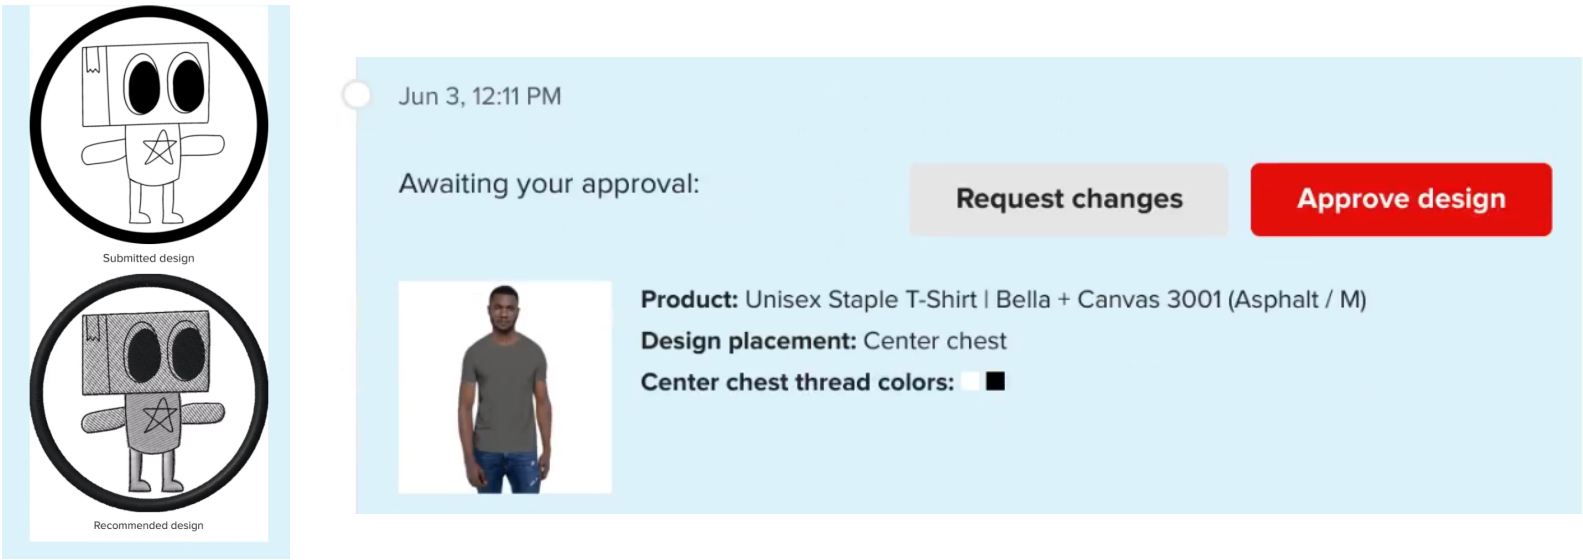 Submitted design
Recommended design
Jun 3, 12:11 PM
Awaiting your approval:
Request changes
Approve design
Product: Unisex Staple T-Shirt | Bella + Canvas 3001 (Asphalt / M)
Design placement: Center chest
Center chest thread colors: